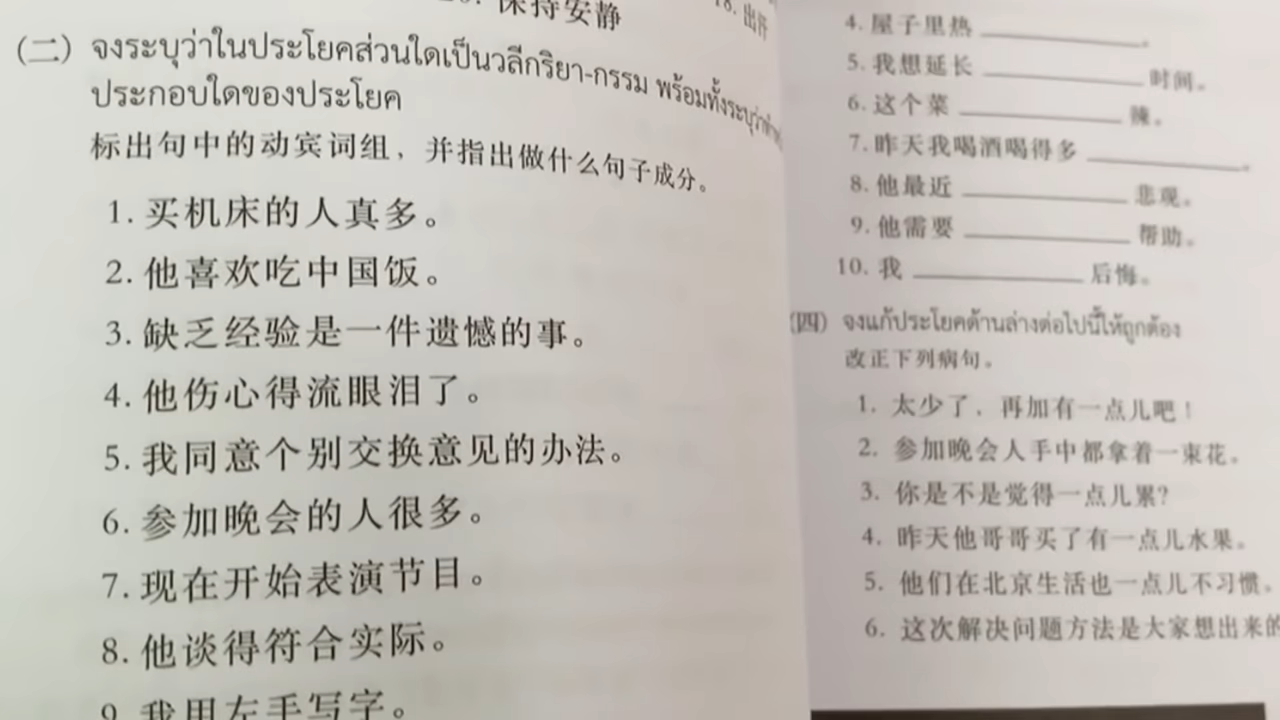 保持安静
(二) จงระบุว่าในประโยคส่วนใดเป็นวลีกริยา-กรรม พร้อมทั้งระบุว่า
ประกอบใดของประโยค
标出句中的动宾词组，并指出做什么句子成分。
1. 买机床的人真多。
2. 他喜欢吃中国饭。
3. 缺乏经验是一件遗憾的事。
4. 他伤心得流眼泪了。
5. 我同意个别交换意见的办法。
6. 参加晚会的人很多。
7. 现在开始表演节目。
8. 他谈得符合实际。
9. 我用左手写字。
18. 出汗
4. 屋子里热 ________。
5. 我想延长 ________ 时间。
6. 这个菜 ________ 辣。
7. 昨天我喝酒喝得多 ________。
8. 他最近 ________ 悲观。
9. 他需要 ________ 帮助。
10. 我 ________ 后悔。
(四) จงแก้ประโยคด้านล่างต่อไปนี้ให้ถูกต้อง
改正下列病句。
1. 太少了，再加有一点儿吧！
2. 参加晚会人手中都拿着一束花。
3. 你是不是觉得一点儿累?
4. 昨天他哥哥买了有一点儿水果。
5. 他们在北京生活也一点儿不习惯。
6. 这次解决问题方法是大家想出来的